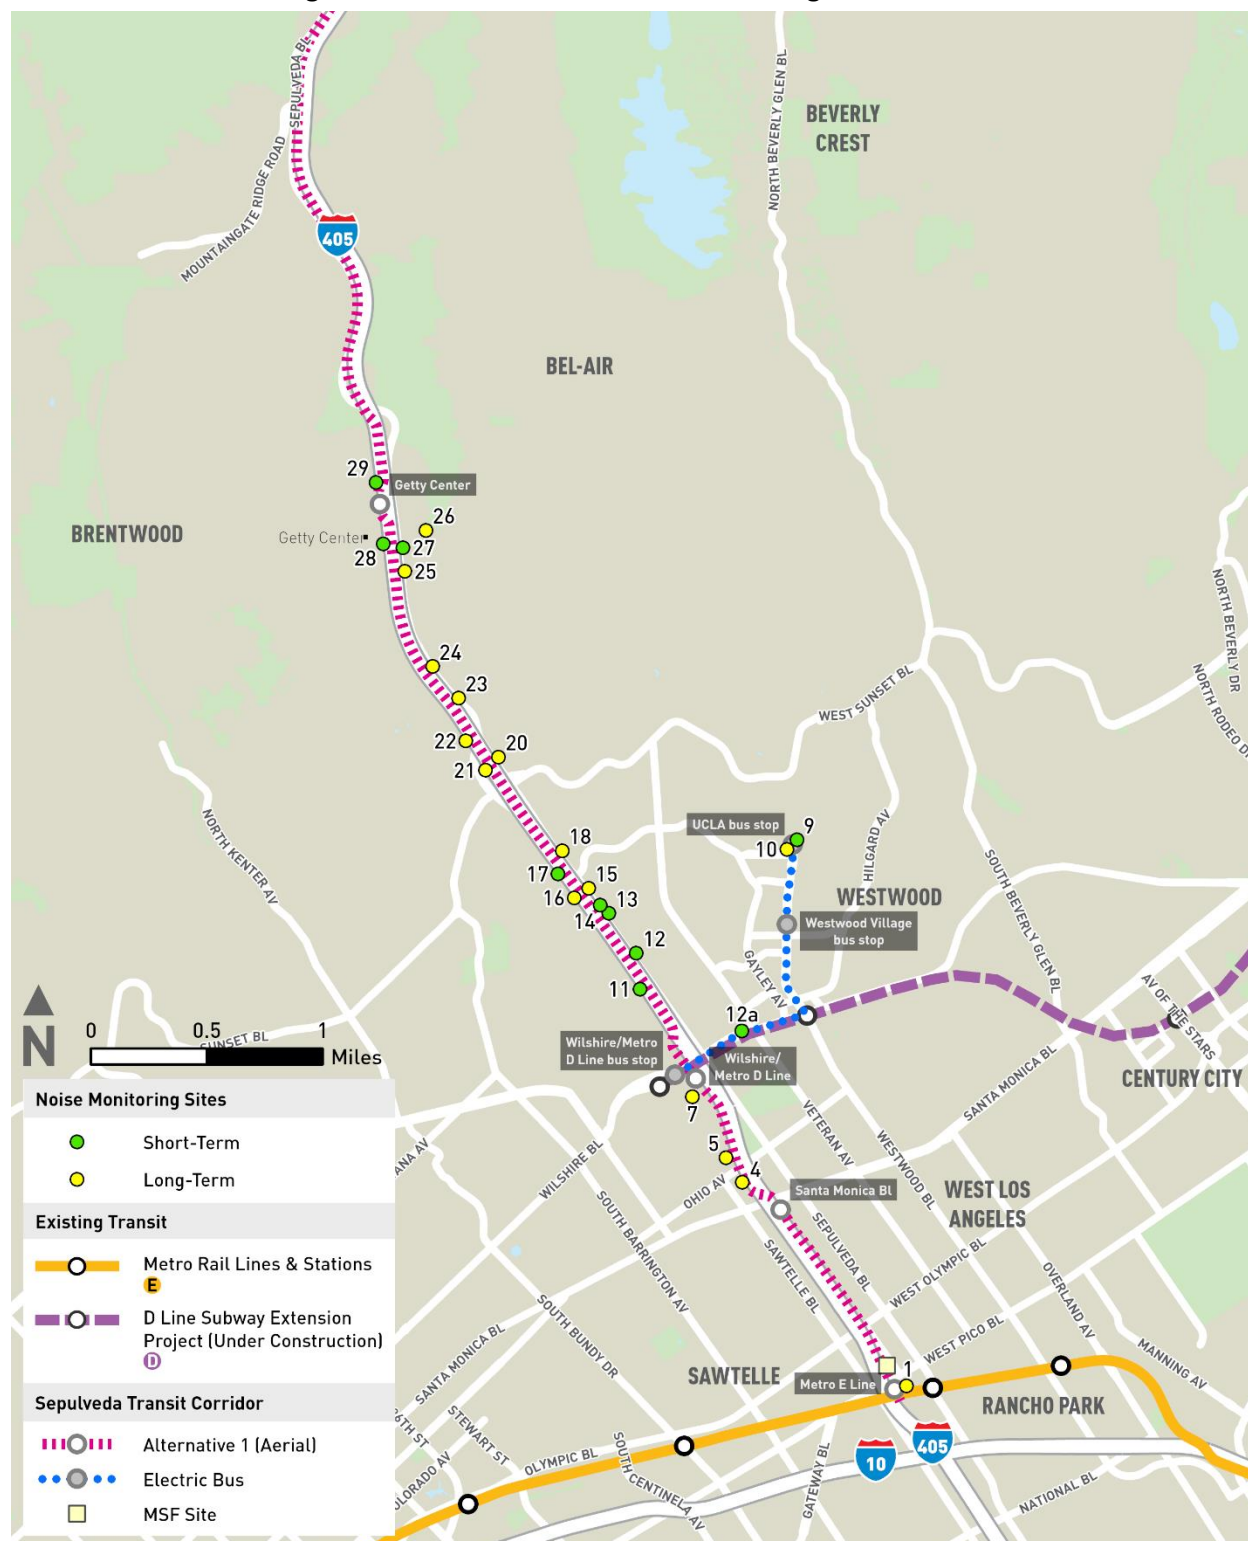 SEPULVEDA BL
NORTH BEVERLY GLEN BL
BEVERLY
CREST
MOUNTAINGATE RIDGE ROAD
405
BEL-AIR
29
Getty Center
26
BRENTWOOD
Getty Center
28
27
25
NORTH BEVERLY DR
24
23
NORTH RODEO DR
WEST SUNSET BL
22
20
21
NORTH KENTER AV
UCLA bus stop
9
10
18
HILGARD AV
SOUTH BEVERLY GLEN BL
17
15
16
13
14
WESTWOOD
Westwood Village
bus stop
12
GAYLEY AV
11
AV OF THE STARS
12a
N
0
0.5
1
Miles
SUNSET BL
Wilshire/Metro
D Line bus stop
Wilshire/
Metro D Line
SANTA MONICA BL
CENTURY CITY
7
VETERAN AV
WESTWOOD BL
5
4
WILSHIRE BL
OHIO AV
Santa Monica Bl
WEST LOS
ANGELES
SOUTH BARRINGTON AV
SEPULVEDA BL
SAWTELLE BL
WEST OLYMPIC BL
OVERLAND AV
SOUTH BUNDY DR
WEST PICO BL
MANNING AV
SANTA MONICA BL
SAWTELLE
Metro E Line
1
RANCHO PARK
26TH ST
STEWART ST
OLYMPIC BL
SOUTH CENTINELA AV
GATEWAY BL
10
405
NATIONAL BL
Noise Monitoring Sites
Short-Term
Long-Term
Existing Transit
Metro Rail Lines & Stations
E
D Line Subway Extension
Project (Under Construction)
D
Sepulveda Transit Corridor
Alternative 1 (Aerial)
Electric Bus
MSF Site